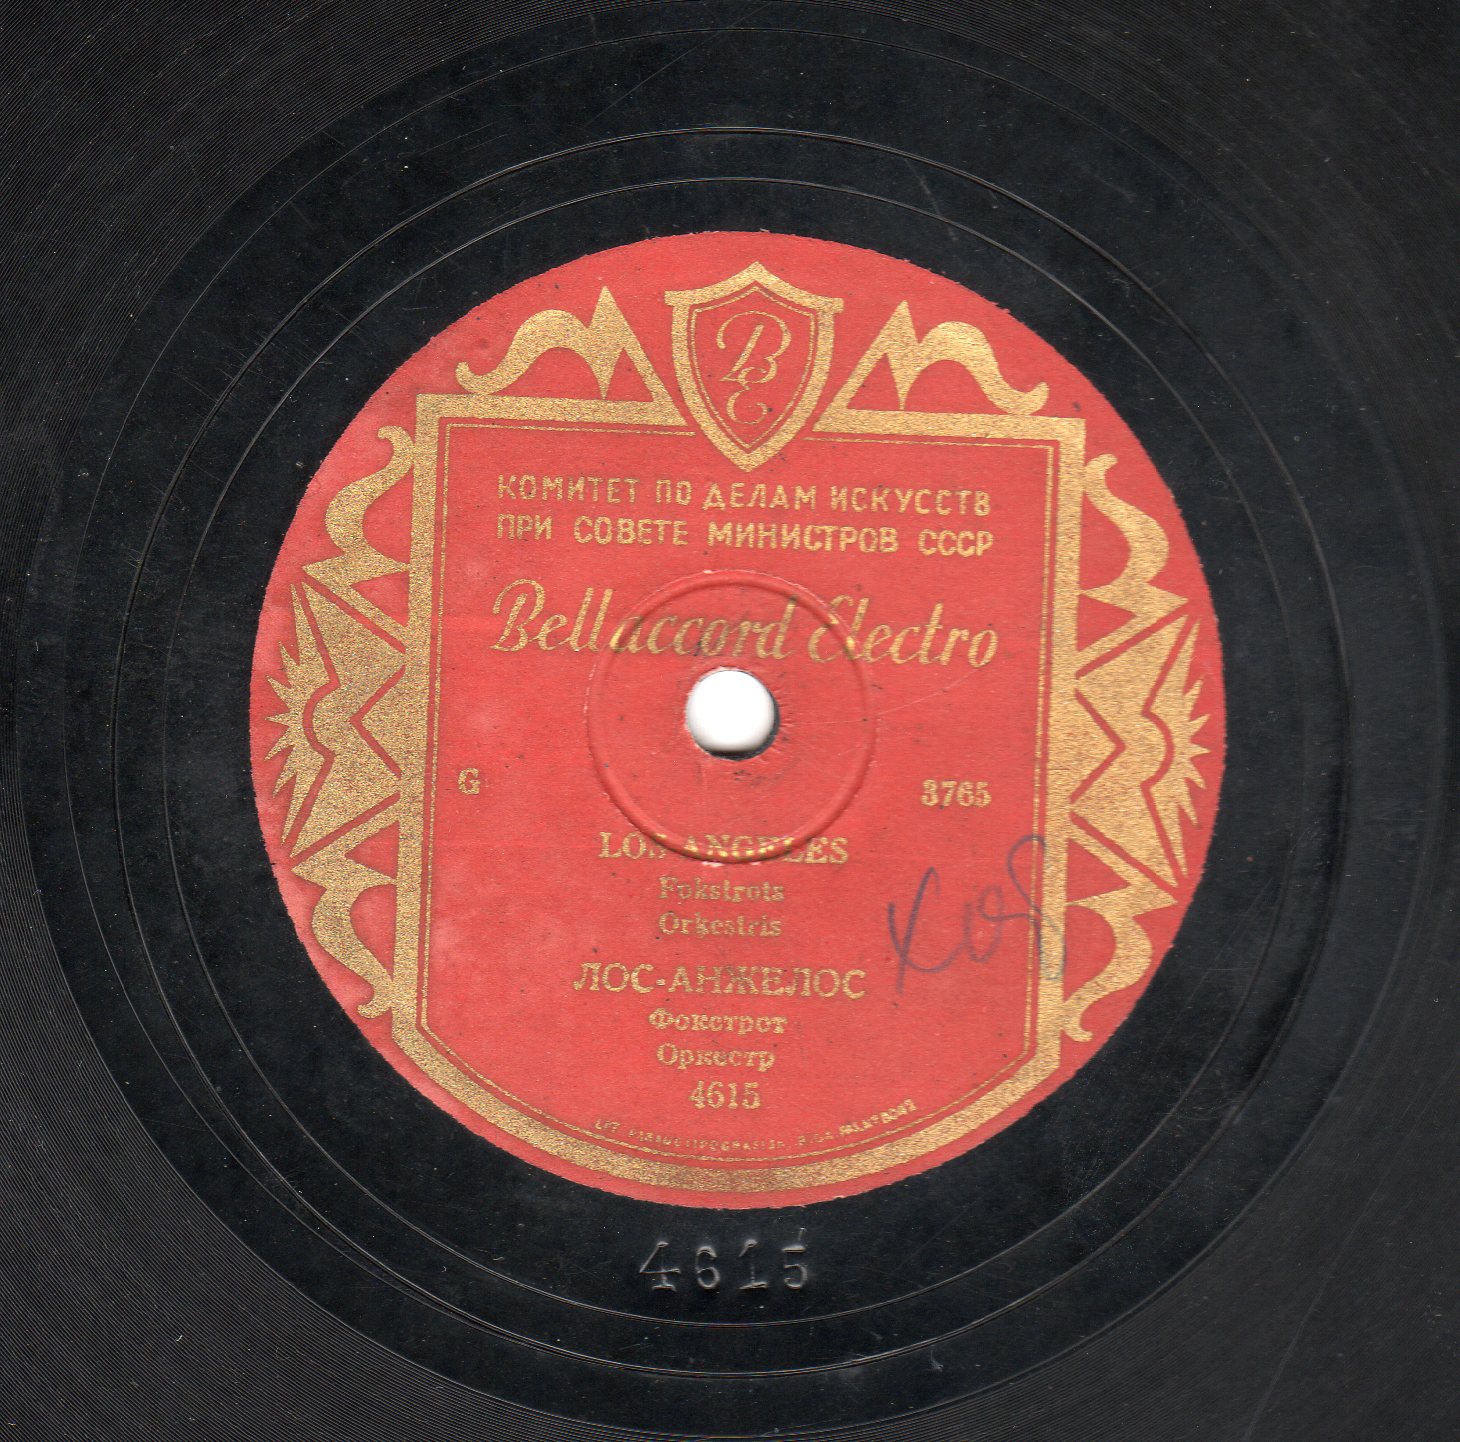 BE
КОМИТЕТ ПО ДЕЛАМ ИСКУССТВ
ПРИ СОВЕТЕ МИНИСТРОВ СССР
Bellaccord Electro
G 3765
LOS ANGELES
Fokstrots
Orkestris
ЛОС-АНЖЕЛОС
Фокстрот
Оркестр
4615
4615